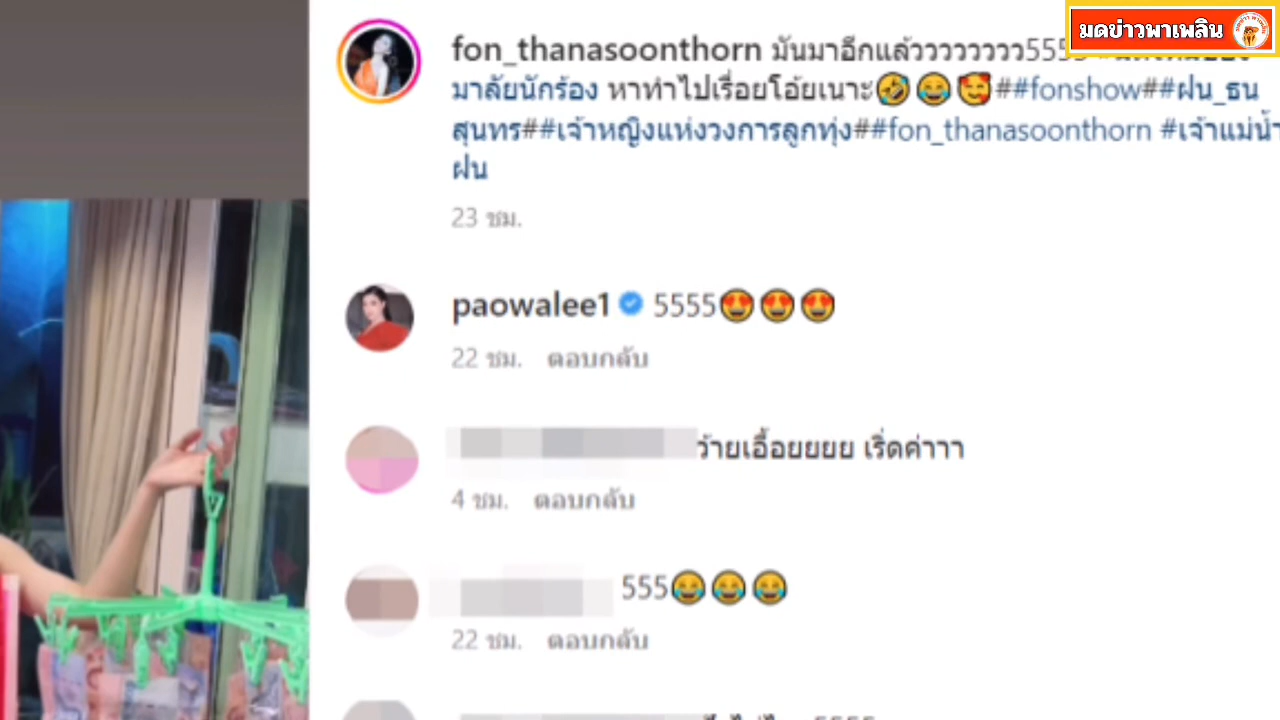 มดข่าวพาเพลิน
fon_thanasoonthorn มันมาอีกแล้ววววววววว555
มาลัยนักร้อง หาทำไปเรื่อยโอ้ยเนาะ🤣😂🥰##fonshow##ฝน_ธน
สุนทร##เจ้าหญิงแห่งวงการลูกทุ่ง##fon_thanasoonthorn #เจ้าแม่น้ำ
ฝน
23 ชม.
paowalee1 5555😍😍😍
22 ชม. ตอบกลับ
ว้ายเอื้อยยยย เริ่ดค่าาา
4 ชม. ตอบกลับ
555😂😂😂
22 ชม. ตอบกลับ